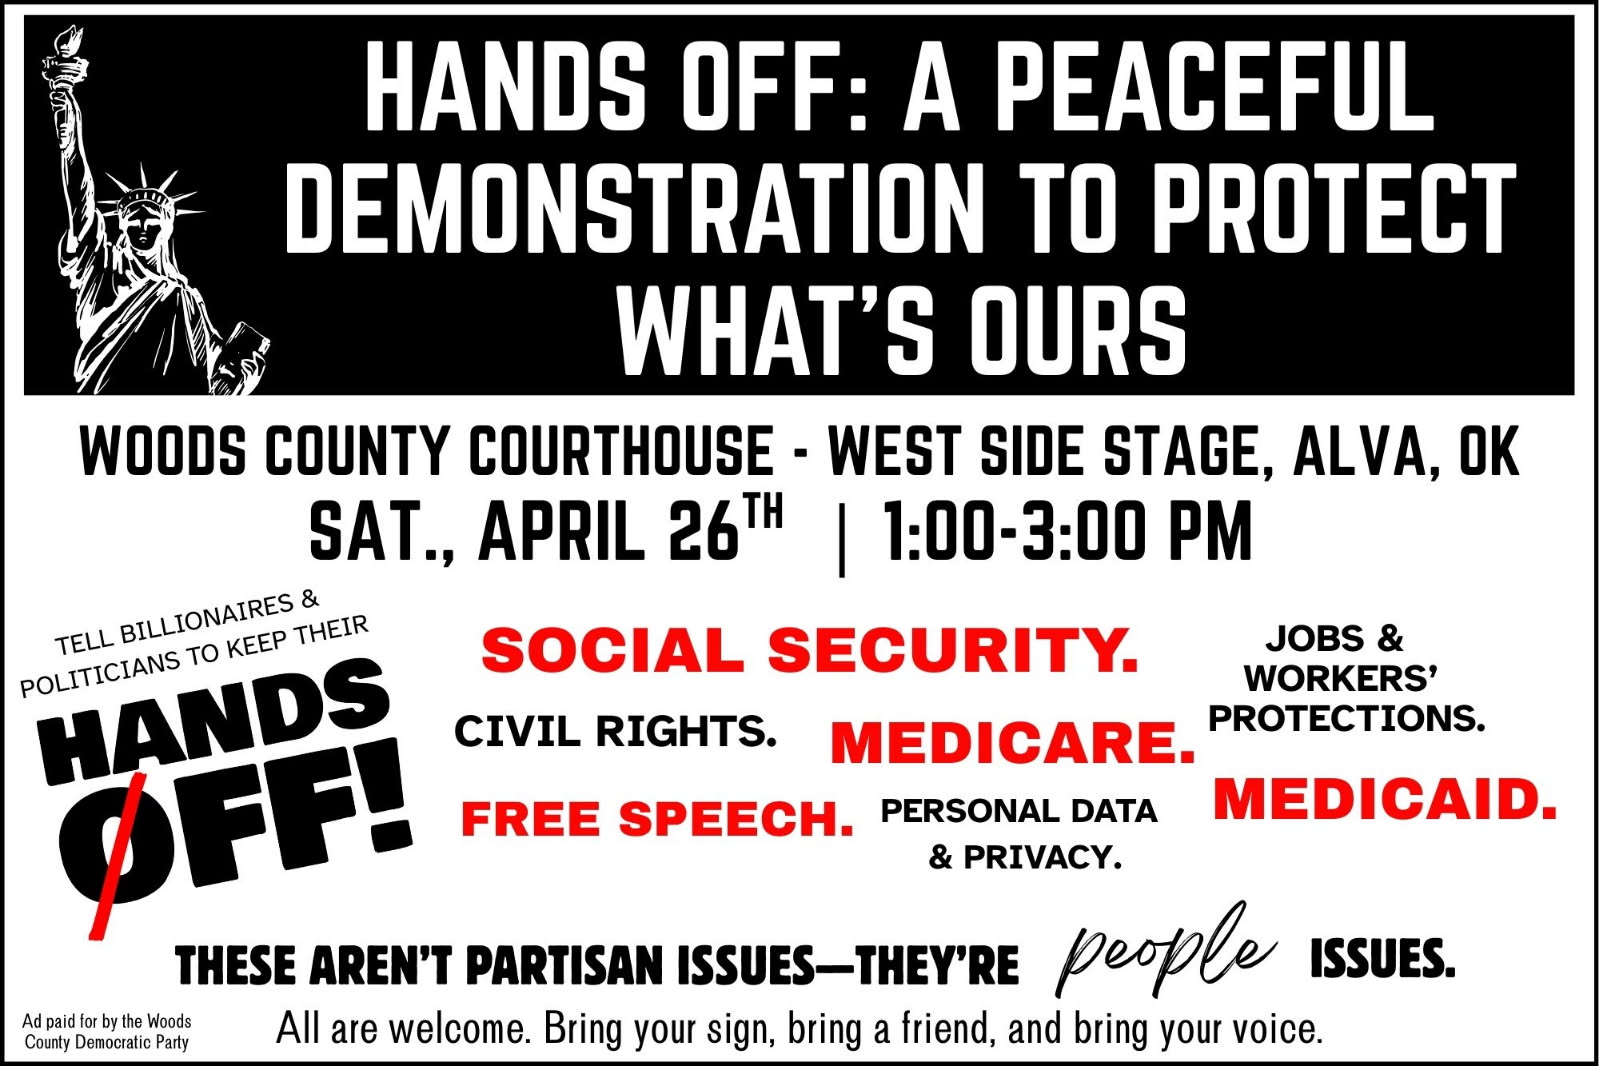 HANDS OFF: A PEACEFUL
DEMONSTRATION TO PROTECT
WHAT'S OURS
WOODS COUNTY COURTHOUSE - WEST SIDE STAGE, ALVA, OK
SAT., APRIL 26TH | 1:00-3:00 PM
TELL BILLIONAIRES &
POLITICIANS TO KEEP THEIR
HANDS
OFF!
SOCIAL SECURITY.
JOBS &
WORKERS'
PROTECTIONS.
CIVIL RIGHTS.
MEDICARE.
MEDICAID.
FREE SPEECH.
PERSONAL DATA
& PRIVACY.
THESE AREN'T PARTISAN ISSUES—THEY'RE people ISSUES.
All are welcome. Bring your sign, bring a friend, and bring your voice.
Ad paid for by the Woods
County Democratic Party